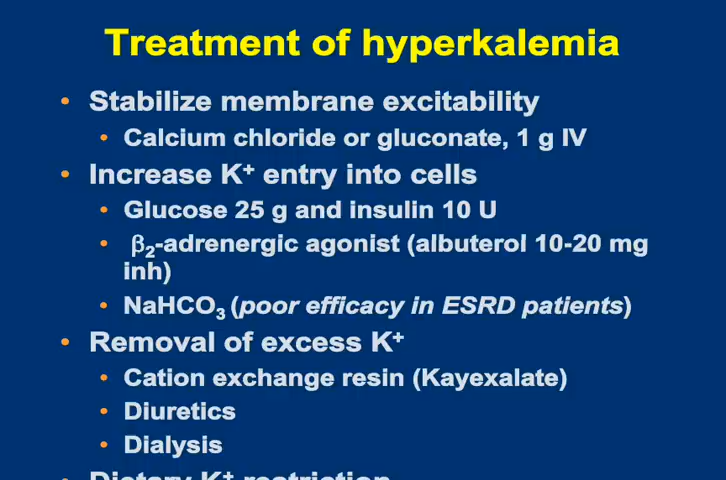 Treatment of hyperkalemia
• Stabilize membrane excitability
• Calcium chloride or gluconate, 1 g IV
• Increase K⁺ entry into cells
• Glucose 25 g and insulin 10 U
• β₂-adrenergic agonist (albuterol 10-20 mg
inh)
• NaHCO₃ (poor efficacy in ESRD patients)
• Removal of excess K⁺
• Cation exchange resin (Kayexalate)
• Diuretics
• Dialysis
• Dietary K⁺ restriction